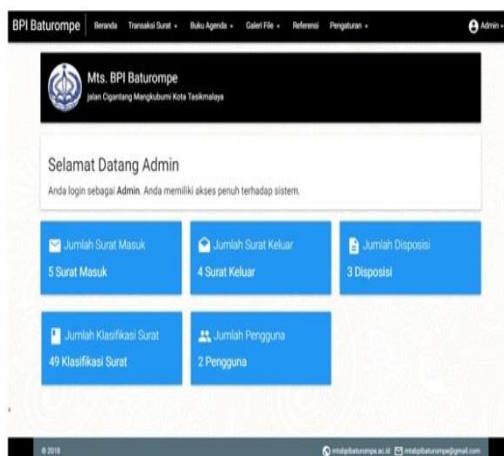 BPI Baturompe Beranda Transaksi Surat Buku Agenda Galeri File Referensi Pengaturan Admin
Mts. BPI Baturompe
jalan Cigantang Mangkubumi Kota Tasikmalaya
Selamat Datang Admin
Anda login sebagai Admin. Anda memiliki akses penuh terhadap sistem.
Jumlah Surat Masuk
5 Surat Masuk
Jumlah Surat Keluar
4 Surat Keluar
Jumlah Disposisi
3 Disposisi
Jumlah Klasifikasi Surat
49 Klasifikasi Surat
Jumlah Pengguna
2 Pengguna
© 2018 mtsbpibaturompe.ac.id mtsbpibaturompe@gmail.com